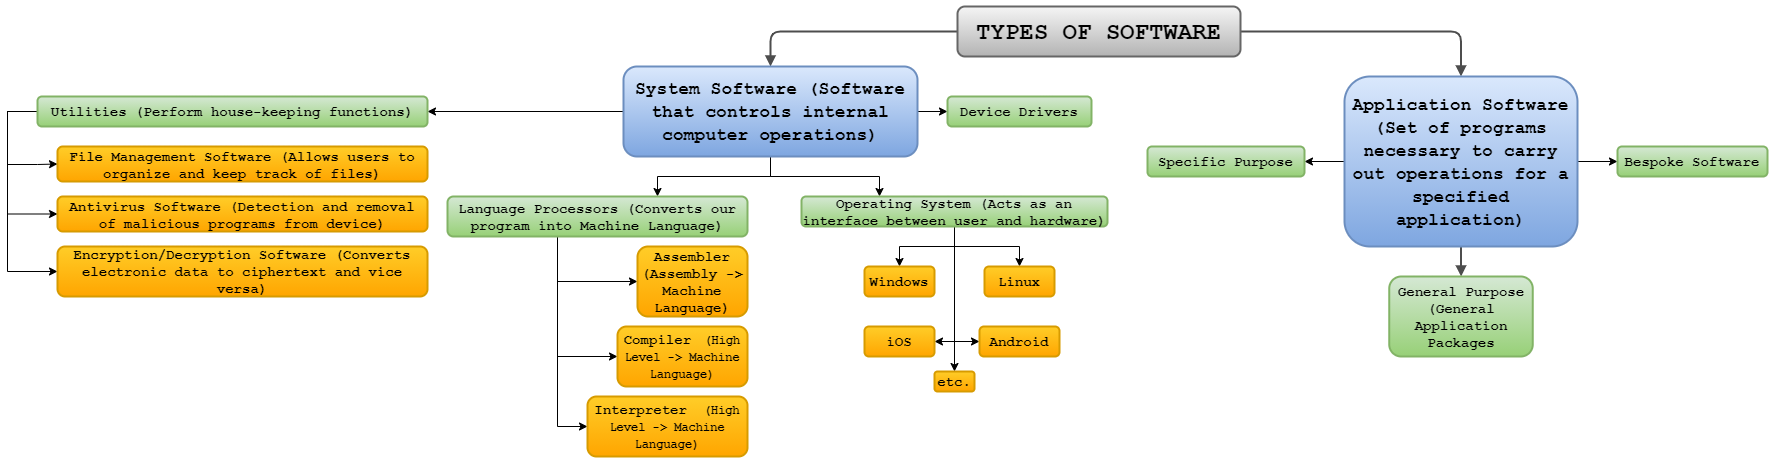 TYPES OF SOFTWARE
System Software (Software
that controls internal
computer operations)
Application Software
(Set of programs
necessary to carry
out operations for a
specified
application)
Utilities (Perform house-keeping functions)
File Management Software (Allows users to
organize and keep track of files)
Antivirus Software (Detection and removal
of malicious programs from device)
Encryption/Decryption Software (Converts
electronic data to ciphertext and vice
versa)
Device Drivers
Language Processors (Converts our
program into Machine Language)
Assembler
(Assembly ->
Machine
Language)
Compiler (High
Level -> Machine
Language)
Interpreter (High
Level -> Machine
Language)
Operating System (Acts as an
interface between user and hardware)
Windows
Linux
iOS
Android
etc.
Specific Purpose
Bespoke Software
General Purpose
(General
Application
Packages